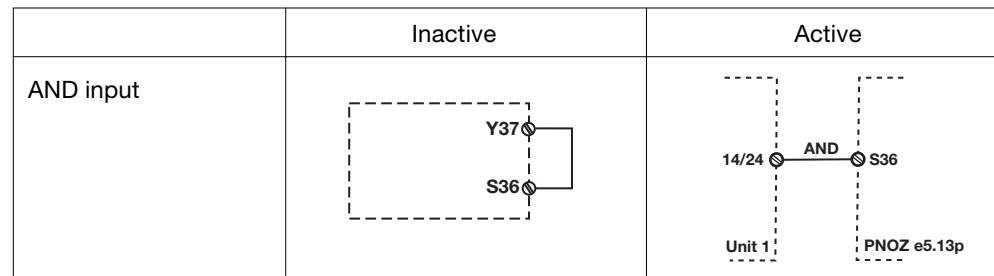 Inactive
Active
AND input
Y37
S36
14/24
AND
S36
Unit 1
PNOZ e5.13p